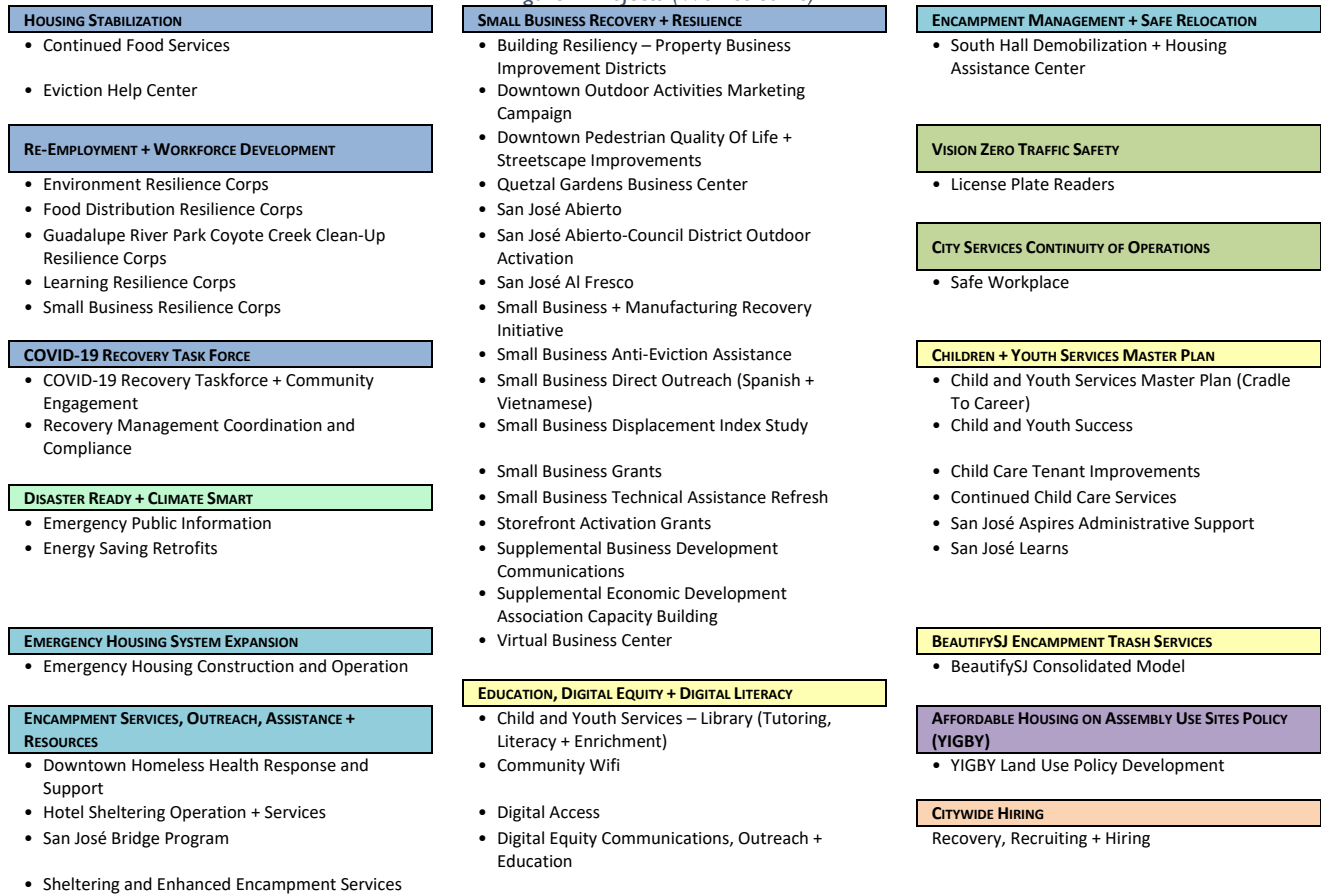 HOUSING STABILIZATION
• Continued Food Services
• Eviction Help Center
RE-EMPLOYMENT + WORKFORCE DEVELOPMENT
• Environment Resilience Corps
• Food Distribution Resilience Corps
• Guadalupe River Park Coyote Creek Clean-Up
Resilience Corps
• Learning Resilience Corps
• Small Business Resilience Corps
COVID-19 RECOVERY TASK FORCE
• COVID-19 Recovery Taskforce + Community
Engagement
• Recovery Management Coordination and
Compliance
DISASTER READY + CLIMATE SMART
• Emergency Public Information
• Energy Saving Retrofits
EMERGENCY HOUSING SYSTEM EXPANSION
• Emergency Housing Construction and Operation
ENCAMPMENT SERVICES, OUTREACH, ASSISTANCE +
RESOURCES
• Downtown Homeless Health Response and
Support
• Hotel Sheltering Operation + Services
• San José Bridge Program
• Sheltering and Enhanced Encampment Services
SMALL BUSINESS RECOVERY + RESILIENCE
• Building Resiliency – Property Business
Improvement Districts
• Downtown Outdoor Activities Marketing
Campaign
• Downtown Pedestrian Quality Of Life +
Streetscape Improvements
• Quetzal Gardens Business Center
• San José Abierto
• San José Abierto-Council District Outdoor
Activation
• San José Al Fresco
• Small Business + Manufacturing Recovery
Initiative
• Small Business Anti-Eviction Assistance
• Small Business Direct Outreach (Spanish +
Vietnamese)
• Small Business Displacement Index Study
• Small Business Grants
• Small Business Technical Assistance Refresh
• Storefront Activation Grants
• Supplemental Business Development
Communications
• Supplemental Economic Development
Association Capacity Building
• Virtual Business Center
EDUCATION, DIGITAL EQUITY + DIGITAL LITERACY
• Child and Youth Services – Library (Tutoring,
Literacy + Enrichment)
• Community Wifi
• Digital Access
• Digital Equity Communications, Outreach +
Education
ENCAMPMENT MANAGEMENT + SAFE RELOCATION
• South Hall Demobilization + Housing
Assistance Center
VISION ZERO TRAFFIC SAFETY
• License Plate Readers
CITY SERVICES CONTINUITY OF OPERATIONS
• Safe Workplace
CHILDREN + YOUTH SERVICES MASTER PLAN
• Child and Youth Services Master Plan (Cradle
To Career)
• Child and Youth Success
• Child Care Tenant Improvements
• Continued Child Care Services
• San José Aspires Administrative Support
• San José Learns
BEAUTIFYSJ ENCAMPMENT TRASH SERVICES
• BeautifySJ Consolidated Model
AFFORDABLE HOUSING ON ASSEMBLY USE SITES POLICY
(YIGBY)
• YIGBY Land Use Policy Development
CITYWIDE HIRING
Recovery, Recruiting + Hiring